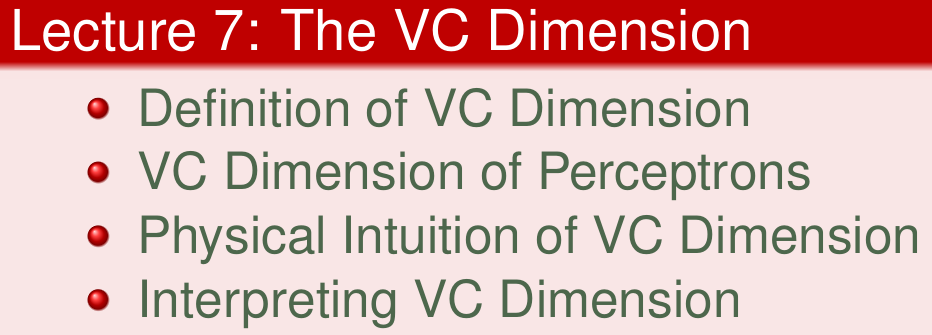 Lecture 7: The VC Dimension
Definition of VC Dimension
VC Dimension of Perceptrons
Physical Intuition of VC Dimension
Interpreting VC Dimension